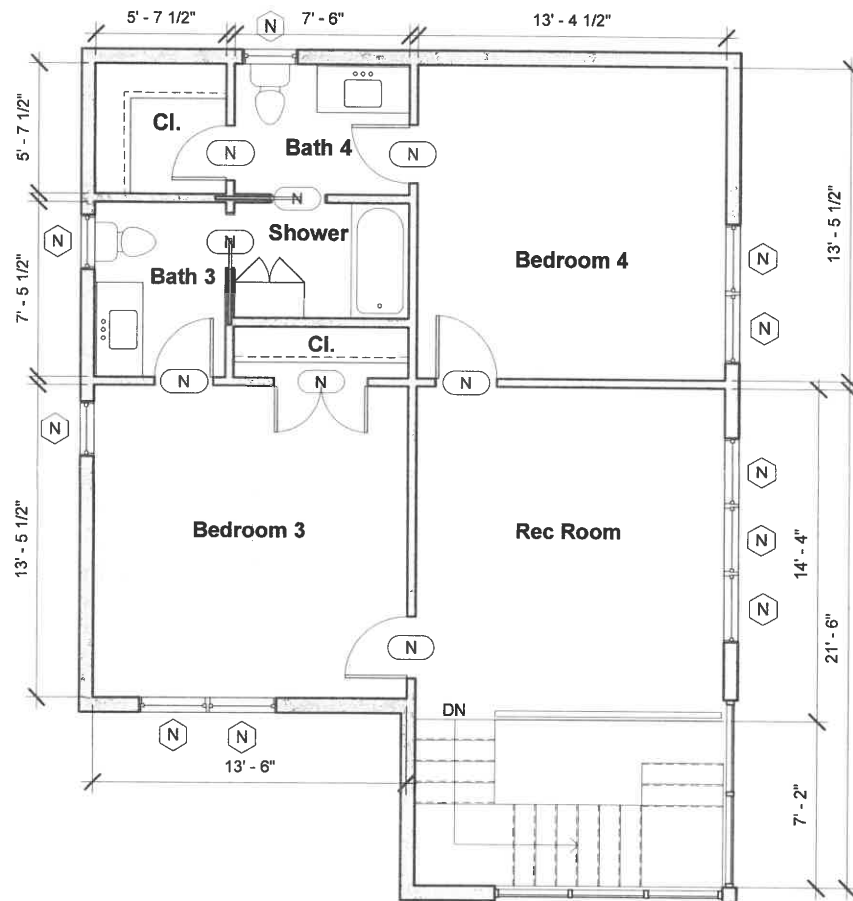 5' - 7 1/2" N 7' - 6" 13' - 4 1/2"
5' - 7 1/2"
Cl.
N
Bath 4
N
13' - 5 1/2"
N
7' - 5 1/2"
N
N
Shower
Bath 3
Bedroom 4
N
N
Cl.
N
N
N
N
13' - 5 1/2"
Bedroom 3
Rec Room
N
N
N
14' - 4"
21' - 6"
N
DN
N
N
13' - 6"
7' - 2"